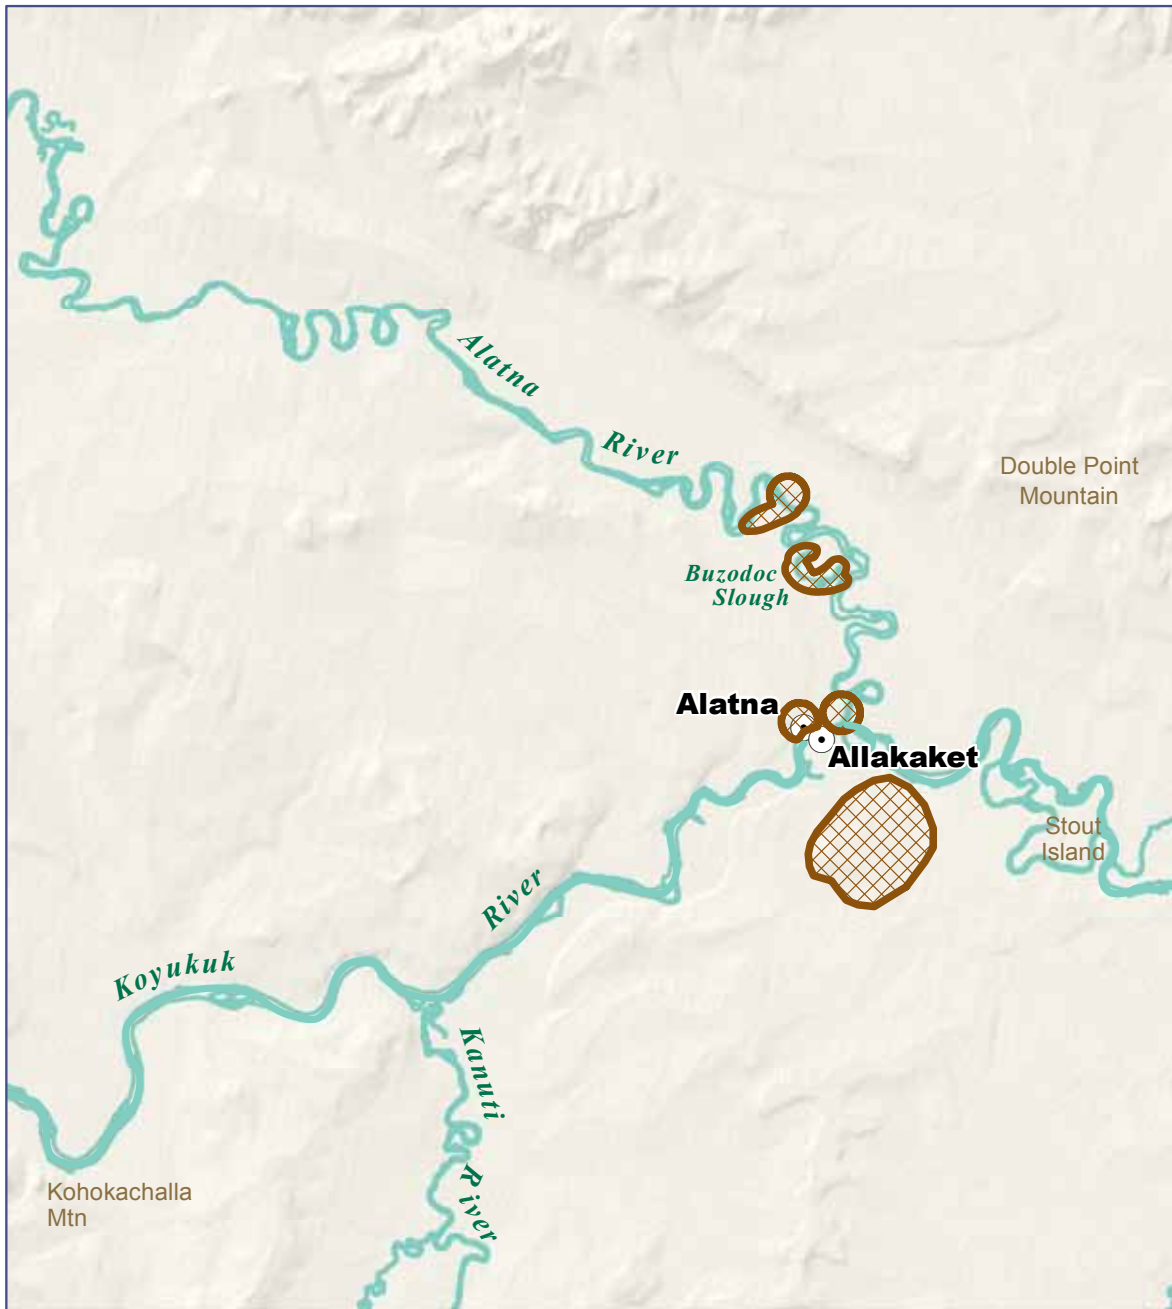 Alatna
River
Double Point
Mountain
Buzodoc
Slough
Alatna
Allakaket
Stout
Island
River
Koyukuk
Kanuti
River
Kohokachalla
Mtn